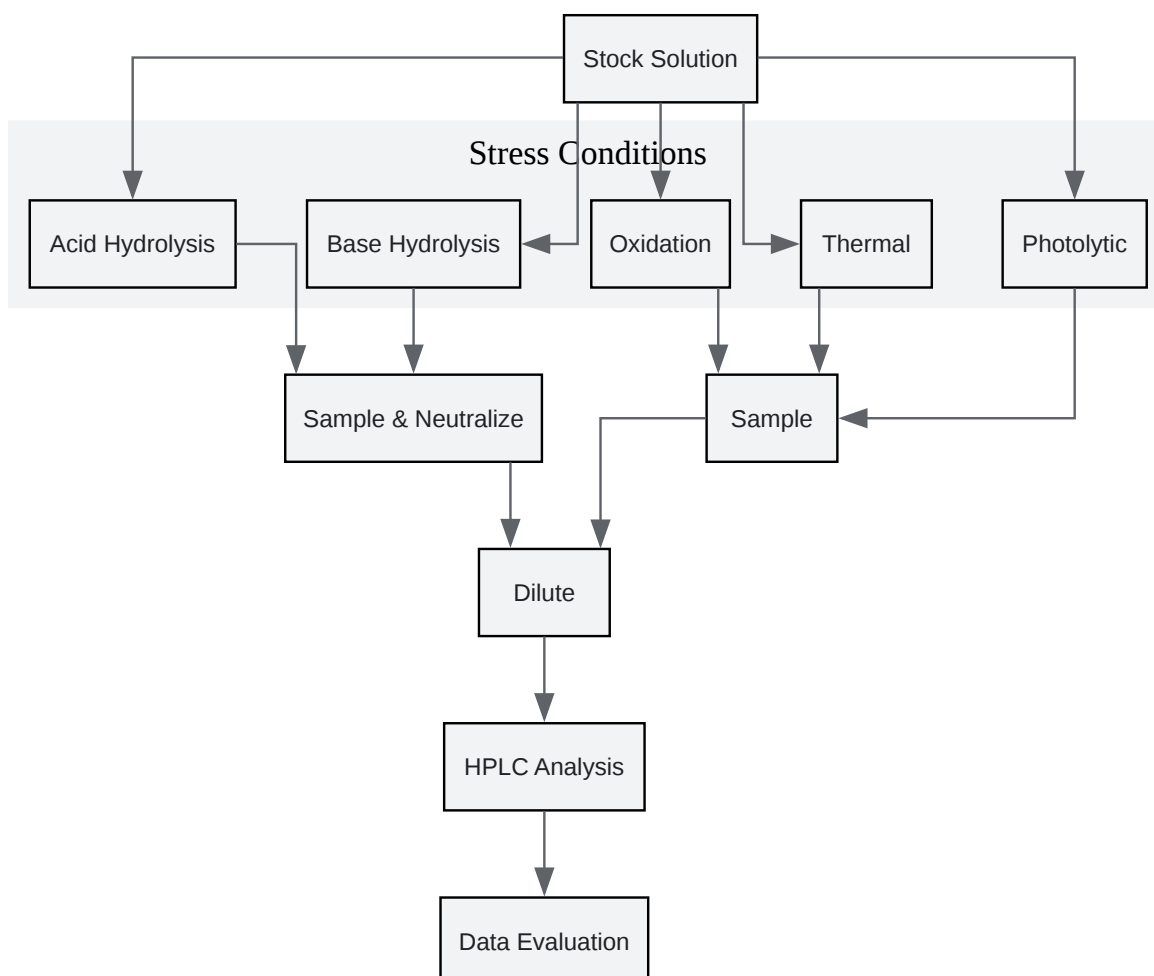 Stock Solution
Stress Conditions
Acid Hydrolysis
Base Hydrolysis
Oxidation
Thermal
Photolytic
Sample & Neutralize
Sample
Dilute
HPLC Analysis
Data Evaluation